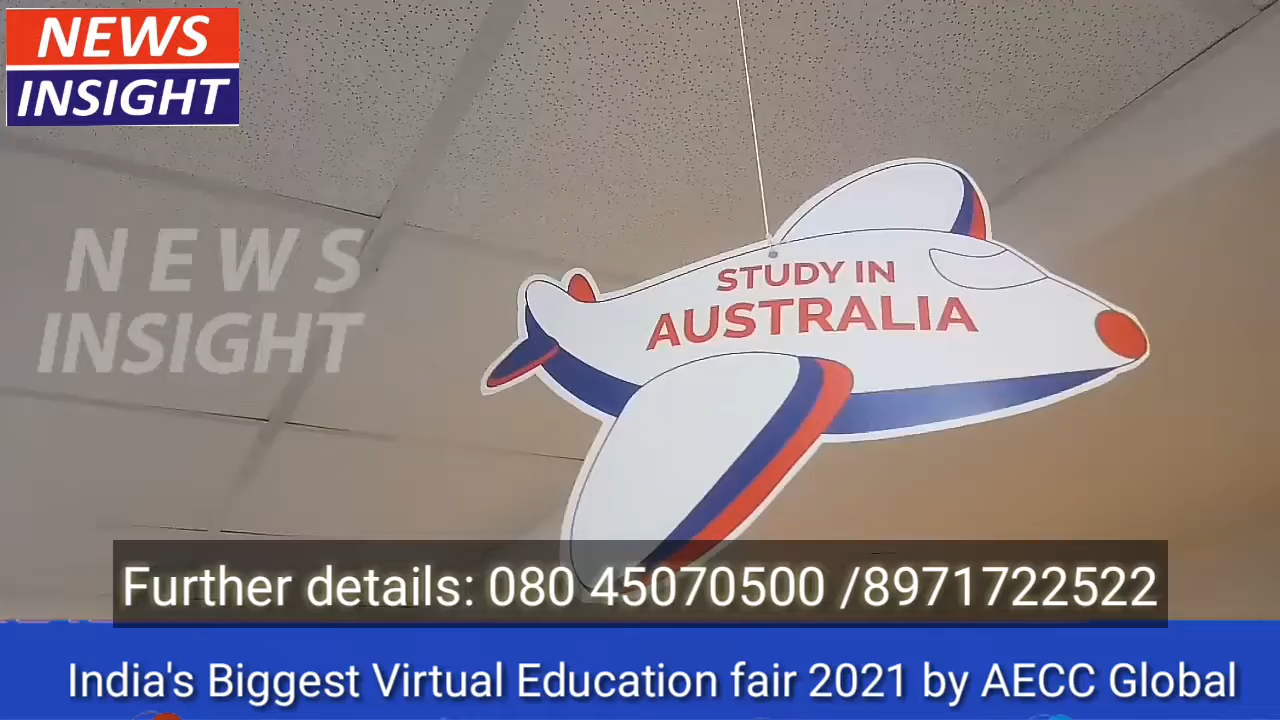 NEWS
INSIGHT
NEWS
INSIGHT
STUDY IN
AUSTRALIA
Further details: 080 45070500 /8971722522
India's Biggest Virtual Education fair 2021 by AECC Global